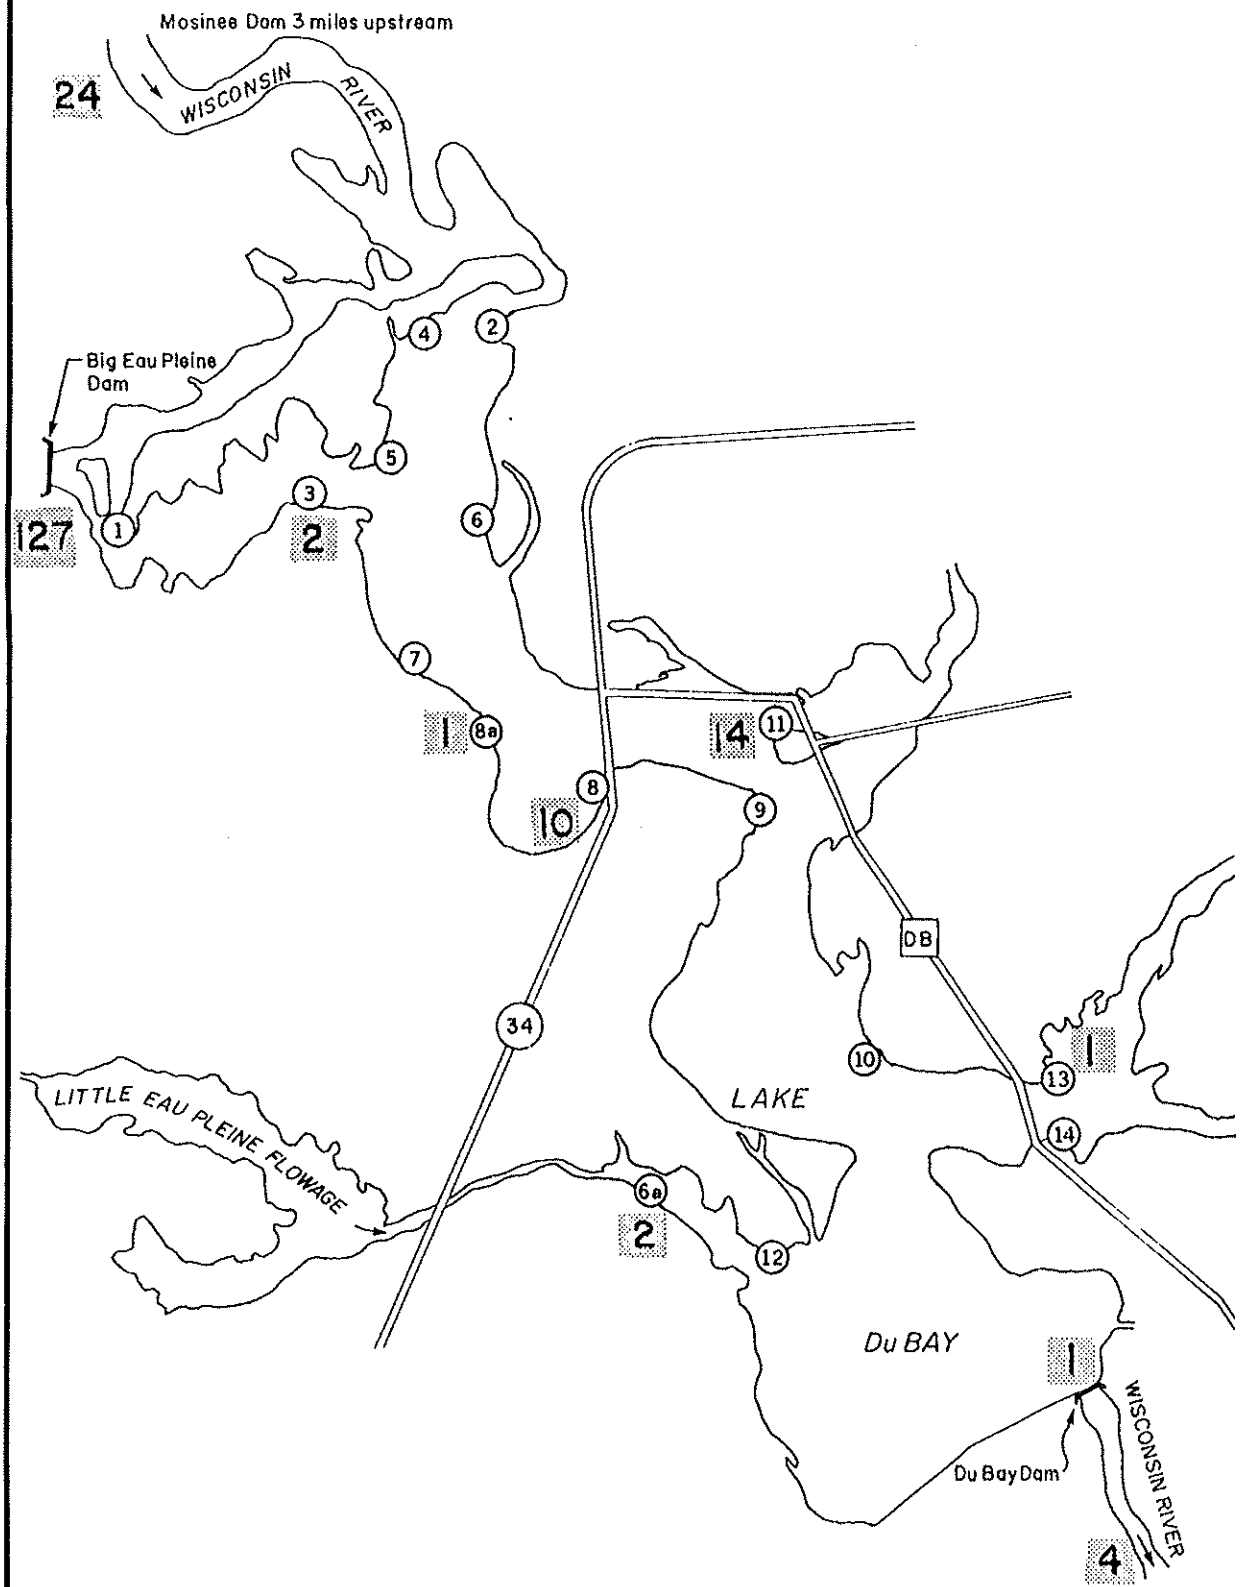 Mosinee Dam 3 miles upstream
24
WISCONSIN
RIVER
4
2
Big Eau Pleine
Dam
5
3
6
1
127
2
7
1
8a
14
11
8
10
9
DB
34
10
1
13
LITTLE EAU PLEINE FLOWAGE
LAKE
14
6a
2
12
Du BAY
1
WISCONSIN RIVER
Du Bay Dam
4